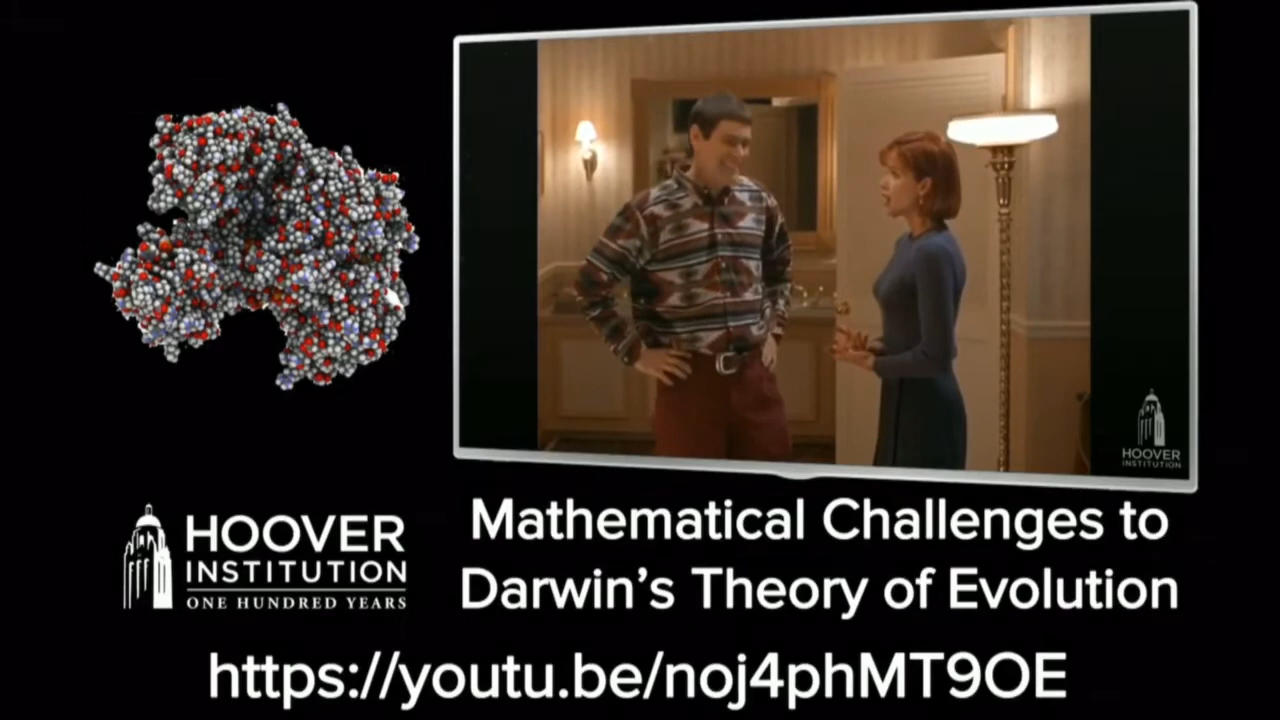 HOOVER
INSTITUTION
HOOVER
INSTITUTION
ONE HUNDRED YEARS
Mathematical Challenges to
Darwin's Theory of Evolution
https://youtu.be/noj4phMT9OE